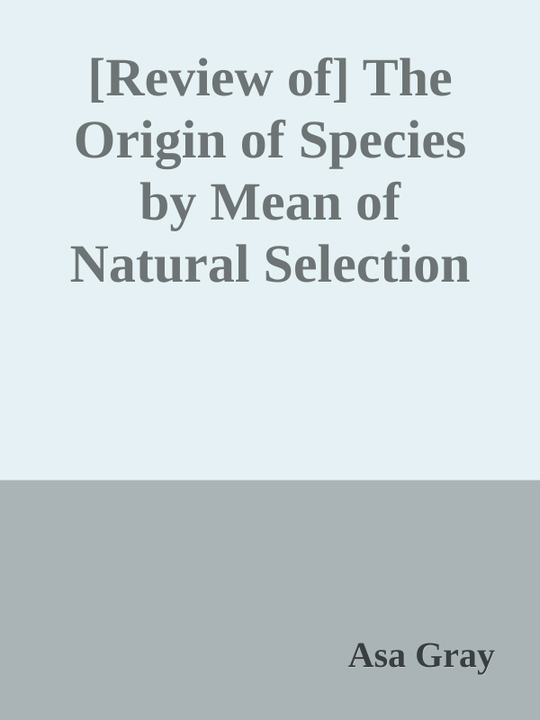 [Review of] The
Origin of Species
by Mean of
Natural Selection
Asa Gray